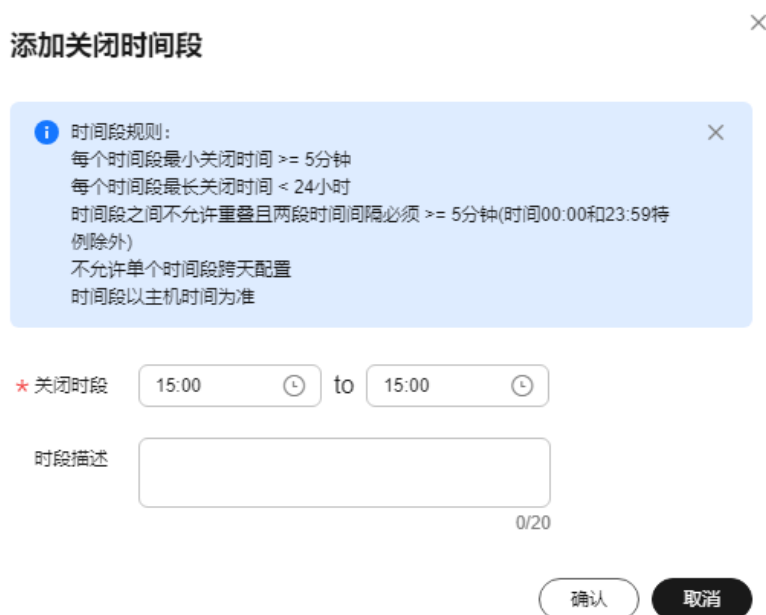 添加关闭时间段
时间段规则：
每个时间段最小关闭时间 >= 5分钟
每个时间段最长关闭时间 < 24小时
时间段之间不允许重叠且两段时间间隔必须 >= 5分钟(时间00:00和23:59特
例除外)
不允许单个时间段跨天配置
时间段以主机时间为准
* 关闭时段 15:00 to 15:00
时段描述
0/20
确认 取消